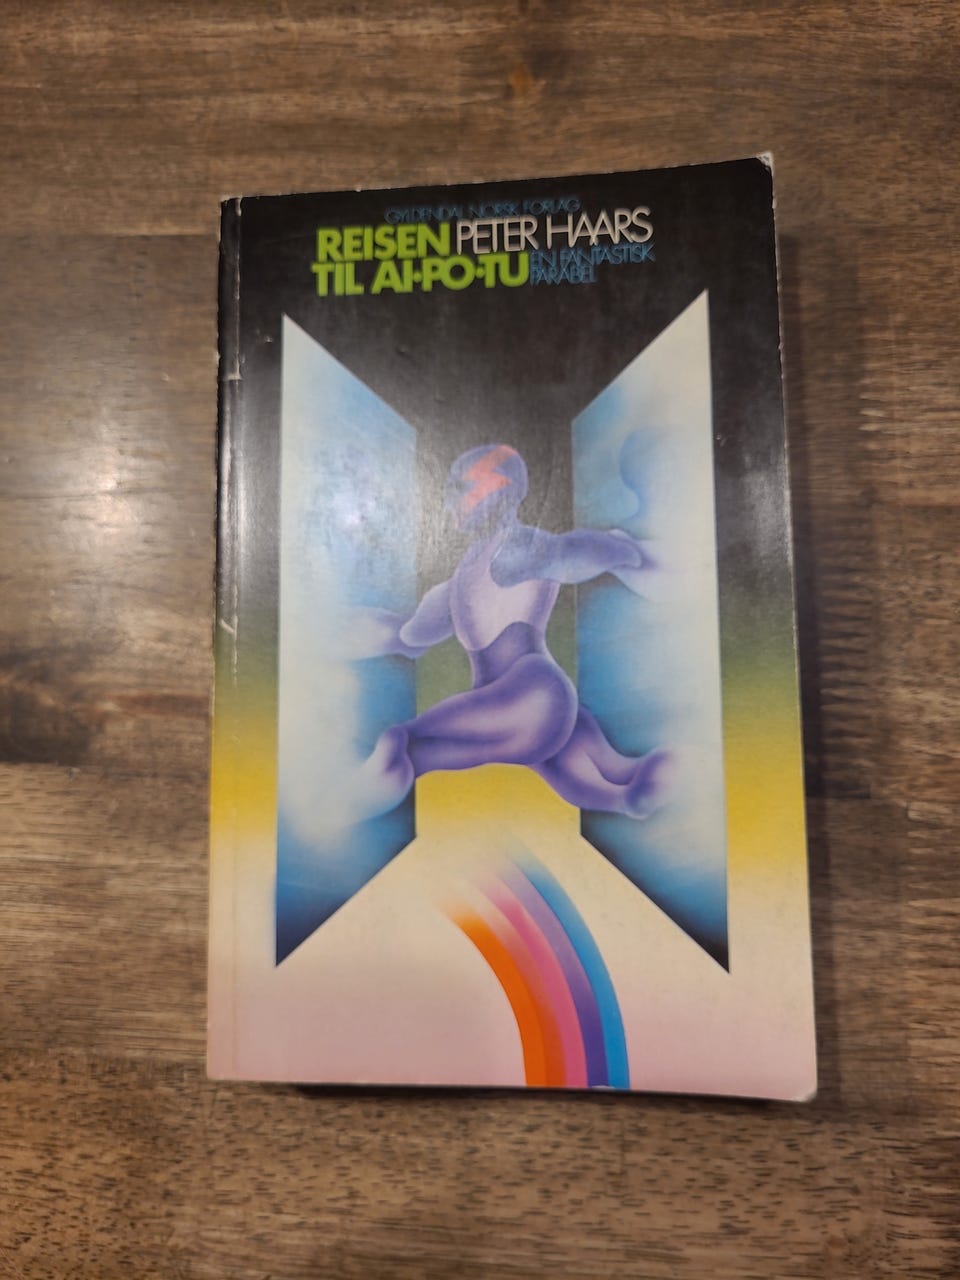 GYLDENDAL NORSK FORLAG
REISEN PETER HAARS
TIL AI•PO•TU EN FANTASTISK
PARABEL